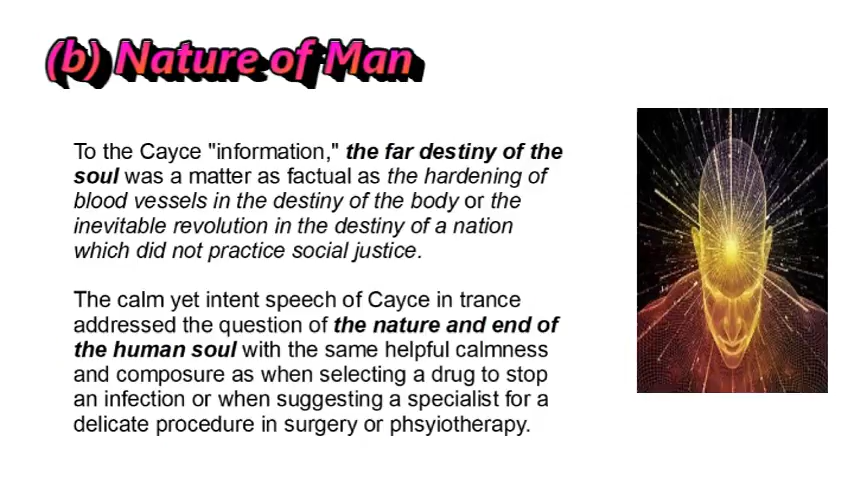 (b) Nature of Man
To the Cayce "information," the far destiny of the
soul was a matter as factual as the hardening of
blood vessels in the destiny of the body or the
inevitable revolution in the destiny of a nation
which did not practice social justice.
The calm yet intent speech of Cayce in trance
addressed the question of the nature and end of
the human soul with the same helpful calmness
and composure as when selecting a drug to stop
an infection or when suggesting a specialist for a
delicate procedure in surgery or phsyiotherapy.